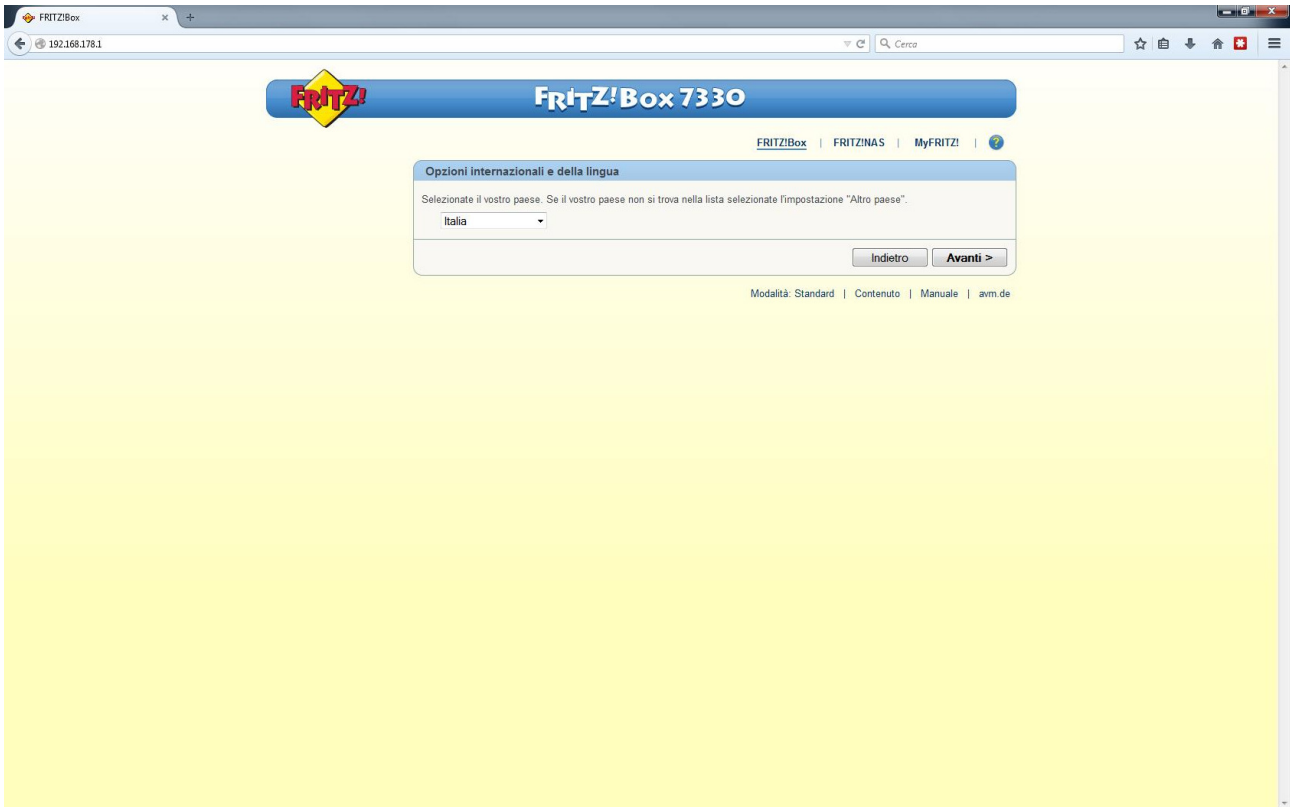 FRITZ!Box
192.168.178.1
Cerca
FRITZ!
FRITZ!Box 7330
FRITZ!Box | FRITZ!NAS | MyFRITZ! | ?
Opzioni internazionali e della lingua
Selezionate il vostro paese. Se il vostro paese non si trova nella lista selezionate l'impostazione "Altro paese".
Italia
Indietro Avanti >
Modalità: Standard | Contenuto | Manuale | avm.de